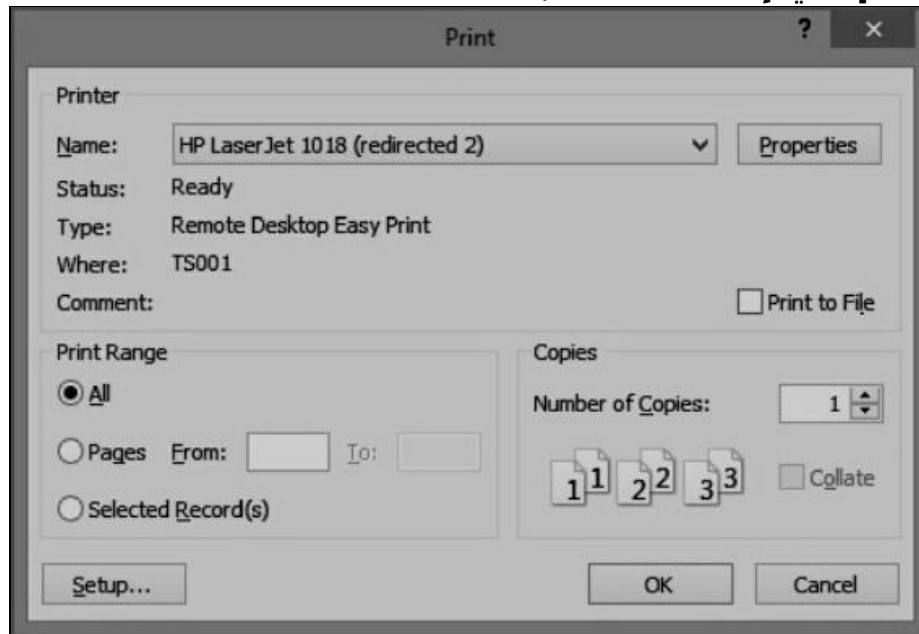 Print
? ×
Printer
Name: HP LaserJet 1018 (redirected 2) Properties
Status: Ready
Type: Remote Desktop Easy Print
Where: TS001
Comment: Print to File
Print Range
All
Pages From: To:
Selected Record(s)
Copies
Number of Copies: 1
1 1 2 2 3 3 Collate
Setup... OK Cancel